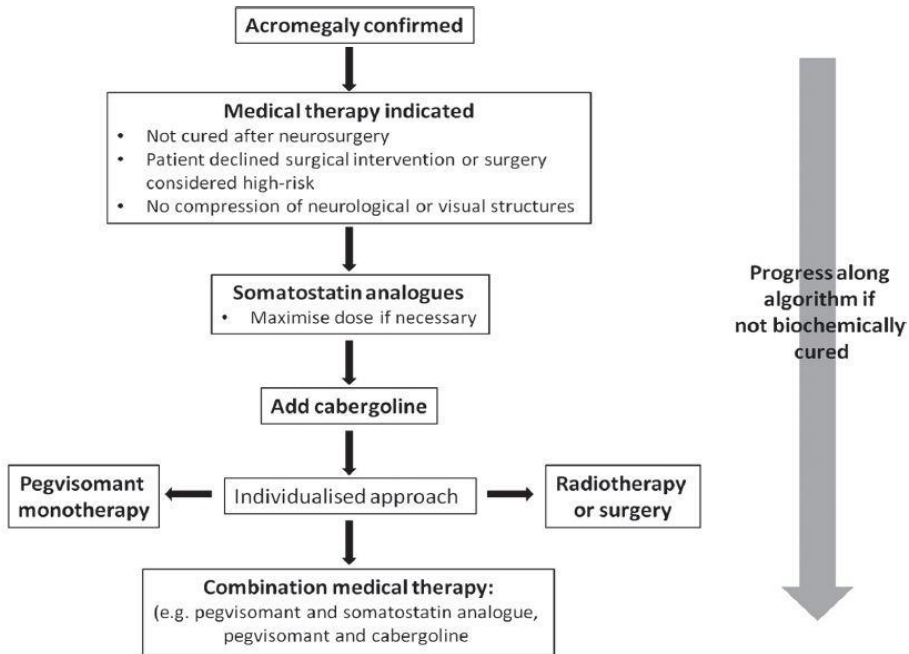 Acromegaly confirmed
Medical therapy indicated
• Not cured after neurosurgery
• Patient declined surgical intervention or surgery
considered high-risk
• No compression of neurological or visual structures
Somatostatin analogues
• Maximise dose if necessary
Add cabergoline
Pegvisomant
monotherapy
Individualised approach
Radiotherapy
or surgery
Combination medical therapy:
(e.g. pegvisomant and somatostatin analogue,
pegvisomant and cabergoline
Progress along
algorithm if
not biochemically
cured